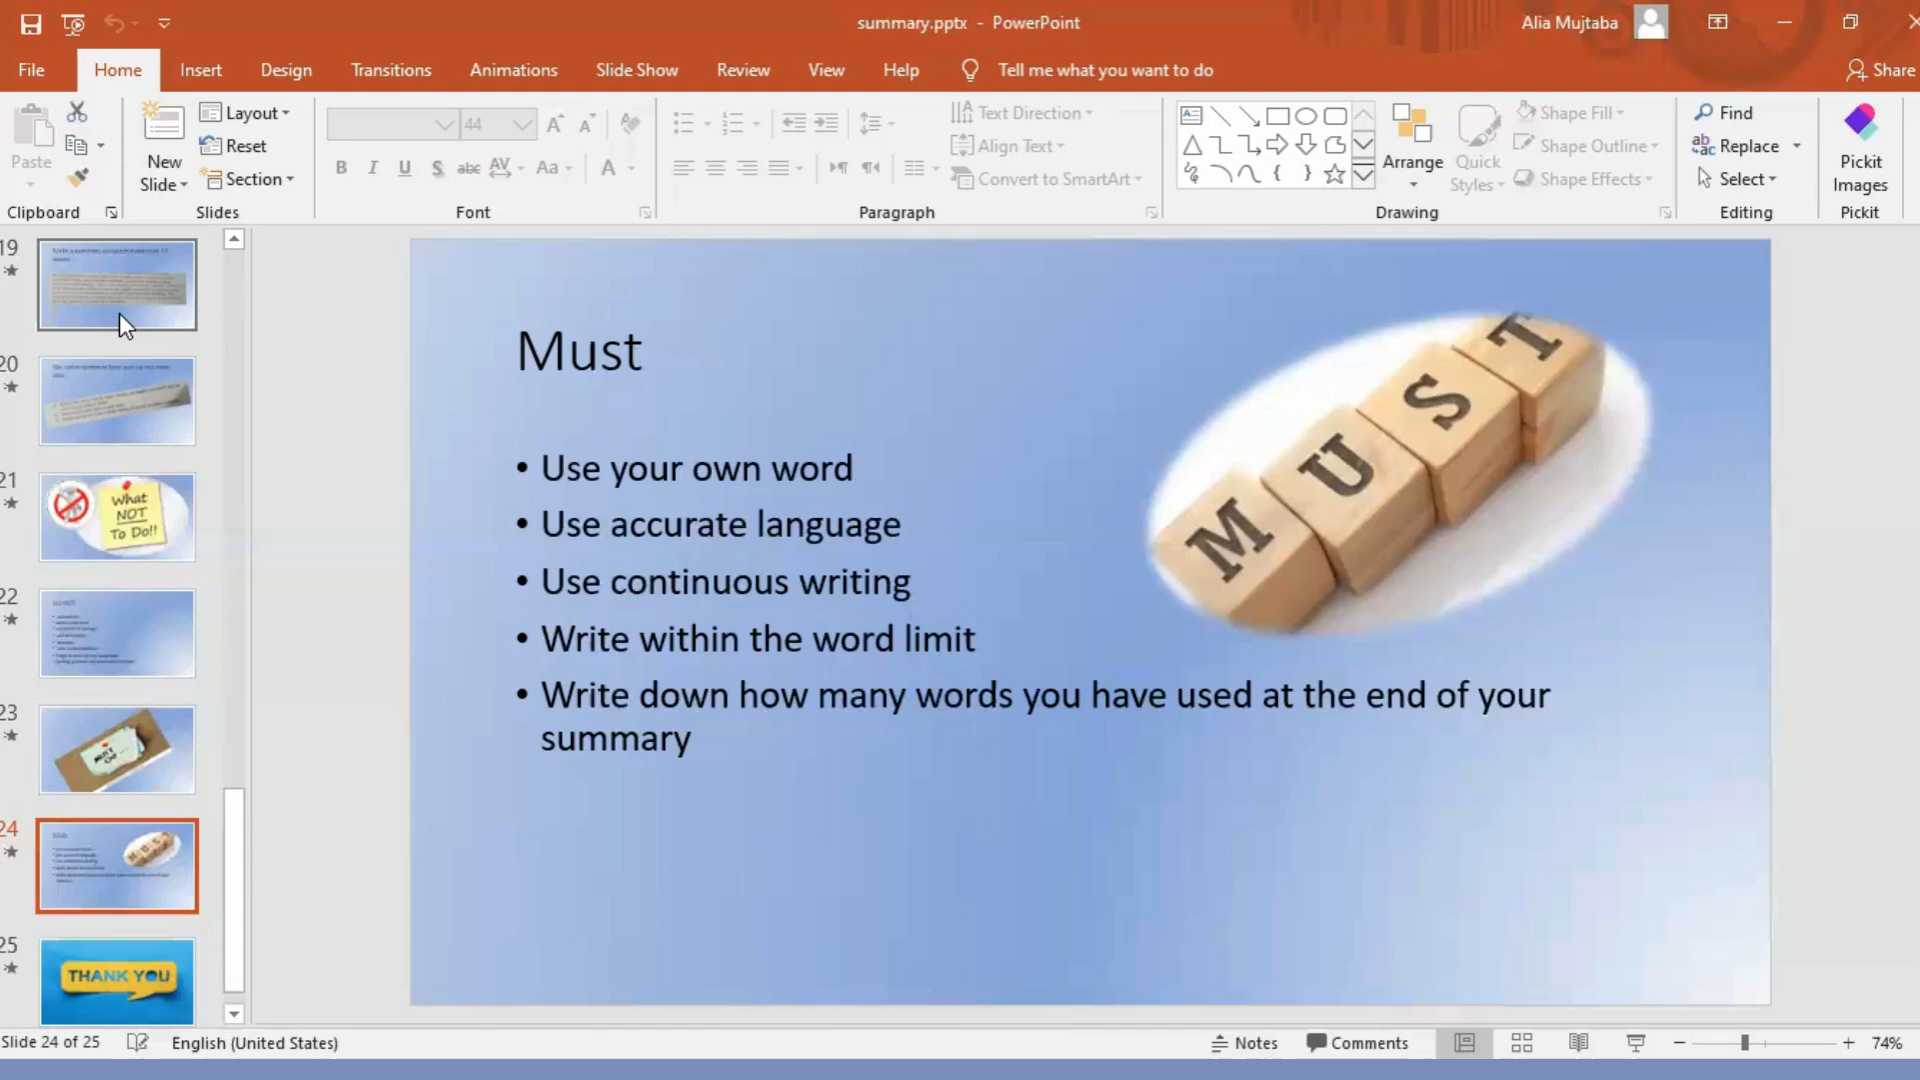 summary.pptx - PowerPoint
Alia Mujtaba
File Home Insert Design Transitions Animations Slide Show Review View Help Tell me what you want to do Share
Paste
New Slide
Layout
Reset
Section
44
B I U S abc AV Aa A
Text Direction
Align Text
Convert to SmartArt
Arrange
Quick Styles
Shape Fill
Shape Outline
Shape Effects
Find
Replace
Select
Pickit Images
Clipboard Slides Font Paragraph Drawing Editing Pickit
19
20
21
What
NOT
To Do!!
22
23
24
25
THANK YOU
Must
MUST
• Use your own word
• Use accurate language
• Use continuous writing
• Write within the word limit
• Write down how many words you have used at the end of your
summary
Slide 24 of 25 English (United States) Notes Comments 74%